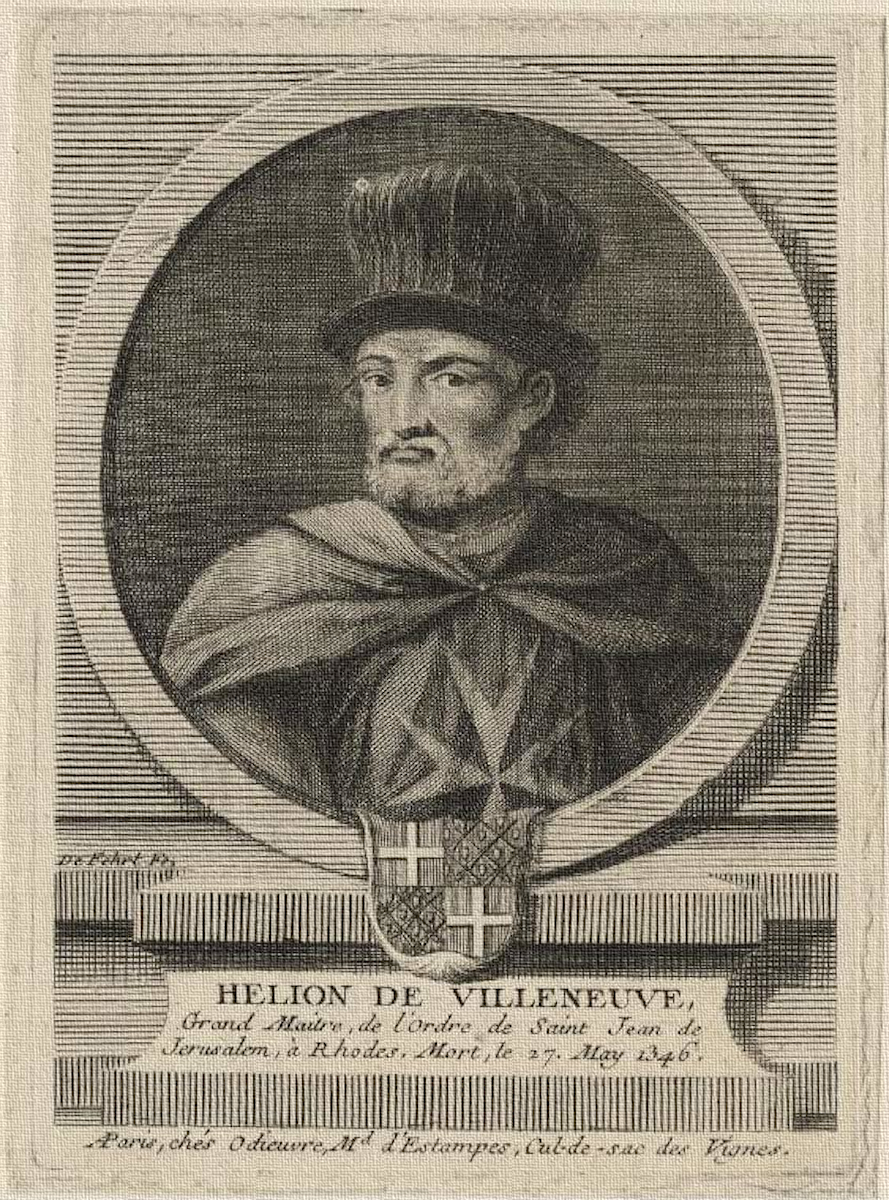 De Fehrt Fe.
HELION DE VILLENEUVE,
Grand Maitre, de l'Ordre de Saint Jean de
Jerusalem, à Rhodes. Mort, le 27. May 1346.
AParis, chés Odieuvre, Md d'Estampes, Cul-de-sac des Vignes.